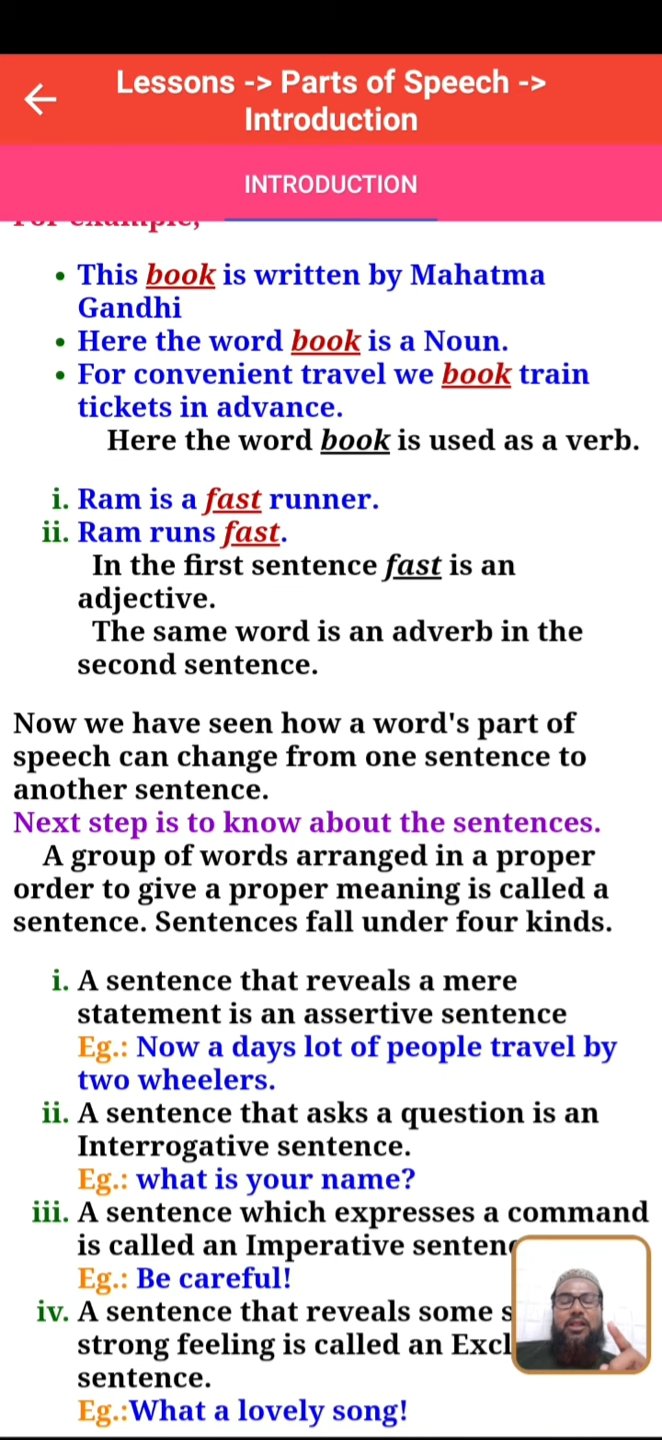 Lessons -> Parts of Speech ->
Introduction
INTRODUCTION
For example,
• This book is written by Mahatma
Gandhi
• Here the word book is a Noun.
• For convenient travel we book train
tickets in advance.
Here the word book is used as a verb.
i. Ram is a fast runner.
ii. Ram runs fast.
In the first sentence fast is an
adjective.
The same word is an adverb in the
second sentence.
Now we have seen how a word's part of
speech can change from one sentence to
another sentence.
Next step is to know about the sentences.
A group of words arranged in a proper
order to give a proper meaning is called a
sentence. Sentences fall under four kinds.
i. A sentence that reveals a mere
statement is an assertive sentence
Eg.: Now a days lot of people travel by
two wheelers.
ii. A sentence that asks a question is an
Interrogative sentence.
Eg.: what is your name?
iii. A sentence which expresses a command
is called an Imperative
Eg.: Be careful!
iv. A sentence that reveals some
strong feeling is called an
sentence.
Eg.:What a lovely song!